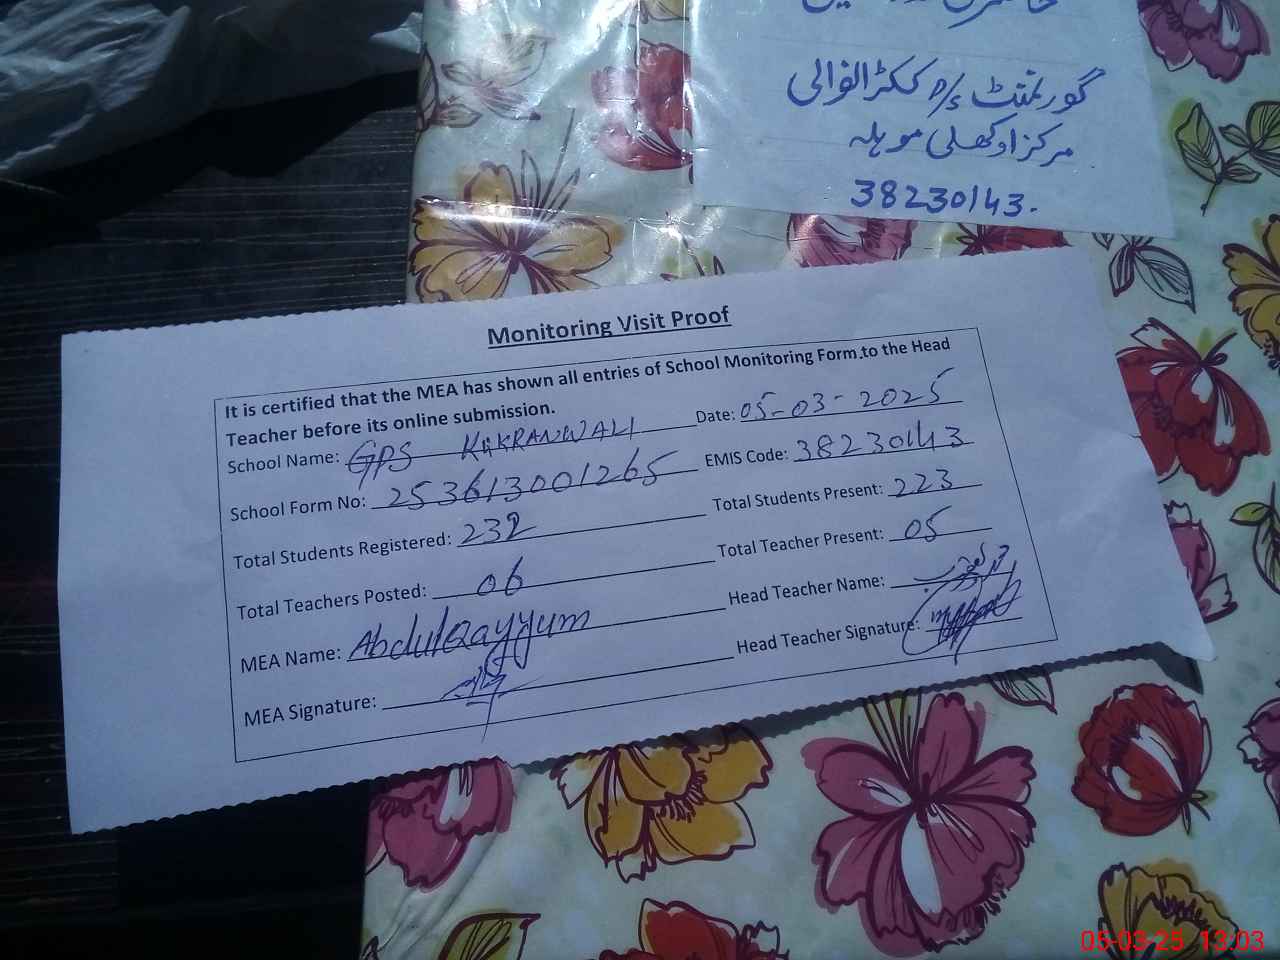 گورنمنٹ p/s ککڑانوالی
مرکز اوکھلی موہلہ
38230143.
Monitoring Visit Proof
It is certified that the MEA has shown all entries of School Monitoring Form to the Head
Teacher before its online submission.
School Name: GPS KUKRANWALI Date: 05-03-2025
School Form No: 253613001265 EMIS Code: 38230143
Total Students Registered: 232 Total Students Present: 223
Total Teachers Posted: 06 Total Teacher Present: 05
MEA Name: AbdulQayyum Head Teacher Name:
MEA Signature: Head Teacher Signature:
05-03-25 13:03